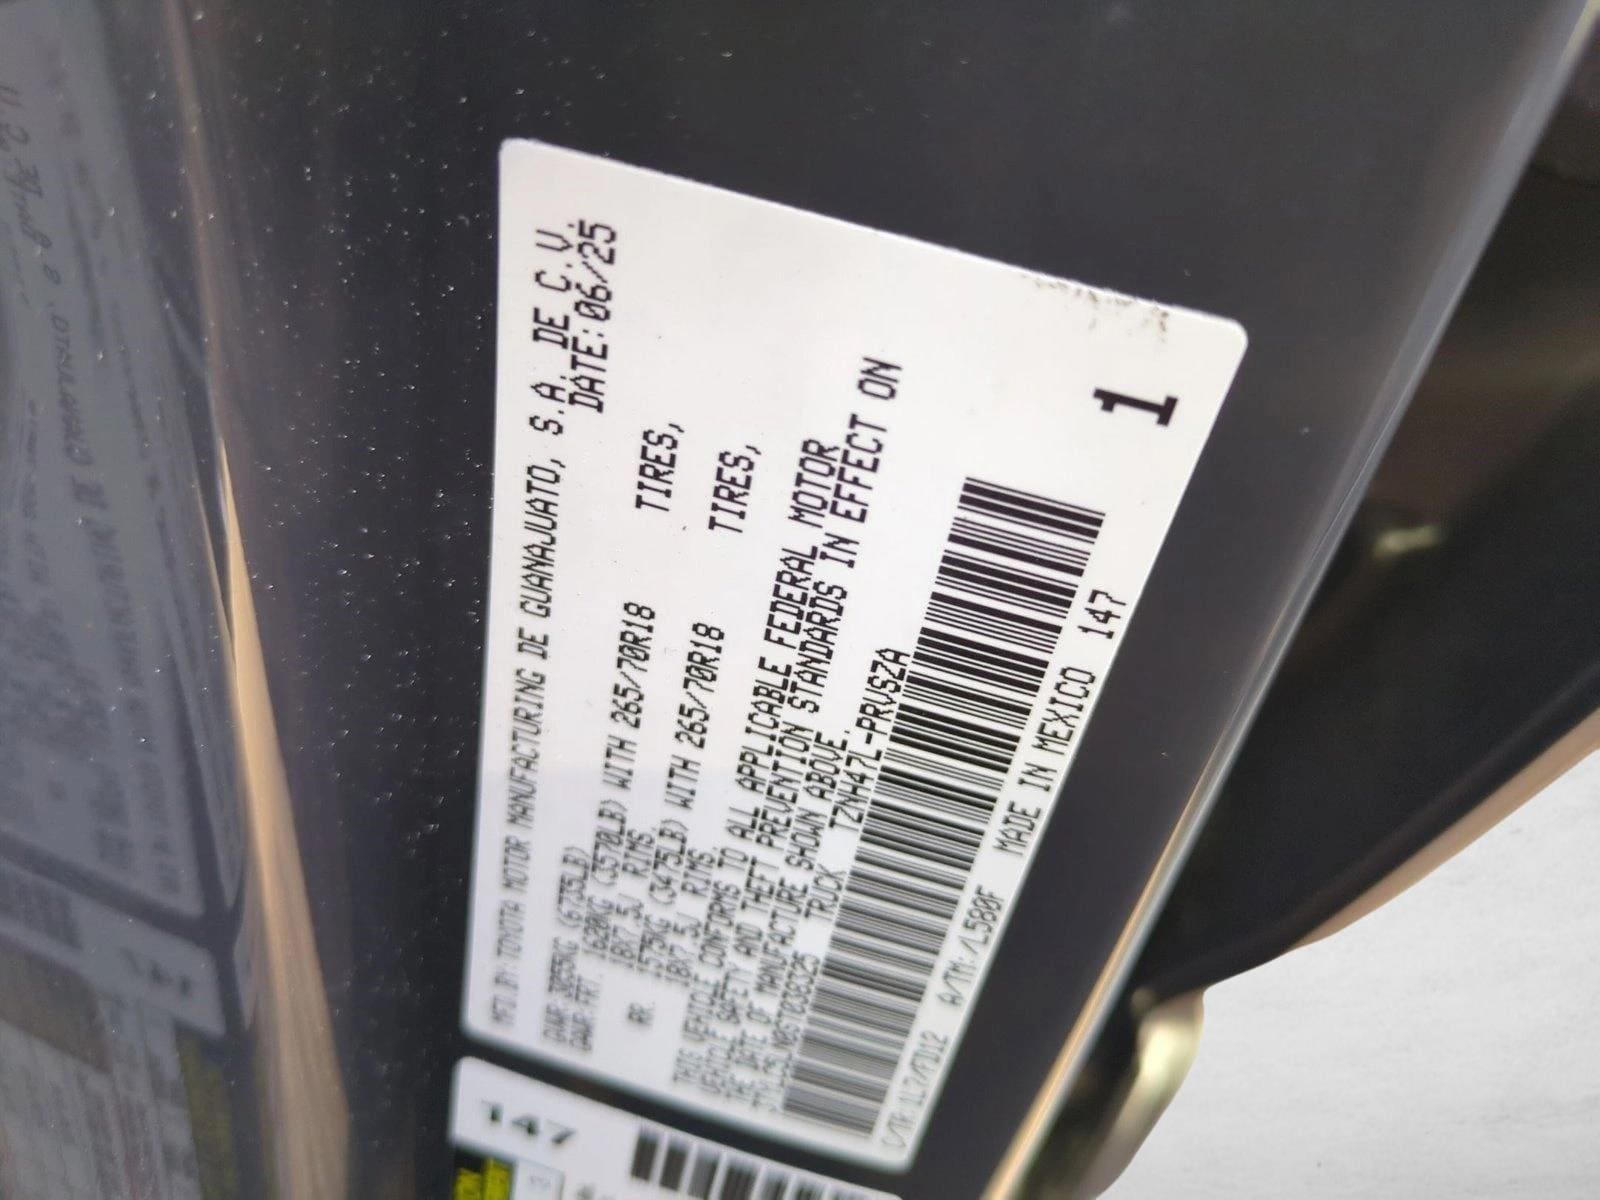 MFD.BY: TOYOTA MOTOR MANUFACTURING DE GUANAJUATO, S.A. DE C.V.
DATE:06/25
GVWR 3055KG (6735LB)
GAWR:FRT. 1620KG (3570LB) WITH 265/70R18 TIRES,
18X7.5J RIMS,
RR. 1575KG (3475LB) WITH 265/70R18 TIRES,
18X7.5J RIMS
THIS VEHICLE CONFORMS TO ALL APPLICABLE FEDERAL MOTOR
VEHICLE SAFETY AND THEFT PREVENTION STANDARDS IN EFFECT ON
THE DATE OF MANUFACTURE SHOWN ABOVE.
TRUCK
A/TM: /L580F MADE IN MEXICO 147
1
147